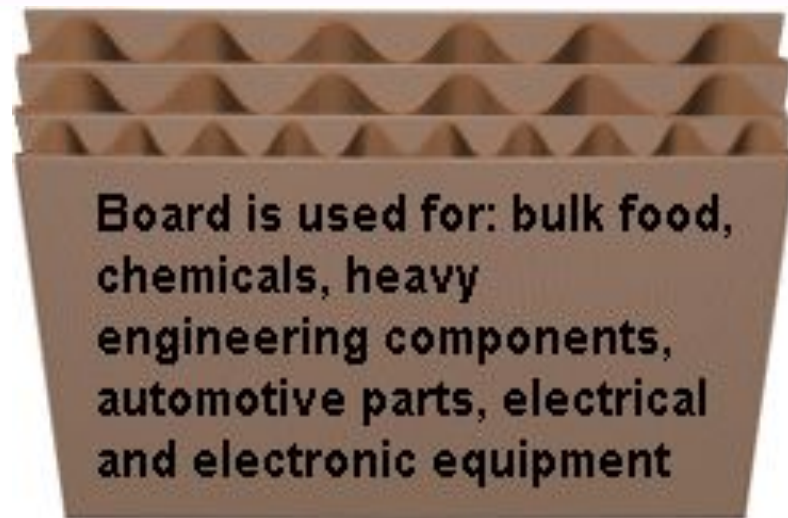 Board is used for: bulk food,
chemicals, heavy
engineering components,
automotive parts, electrical
and electronic equipment